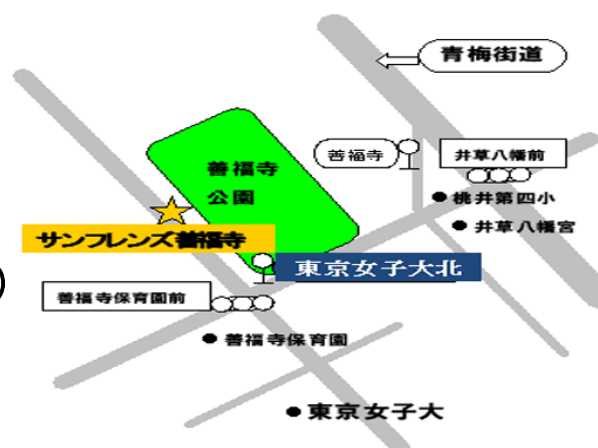 青梅街道
善福寺
井草八幡前
善福寺
公園
桃井第四小
井草八幡宮
サンフレンズ善福寺
東京女子大北
)
善福寺保育園前
善福寺保育園
東京女子大